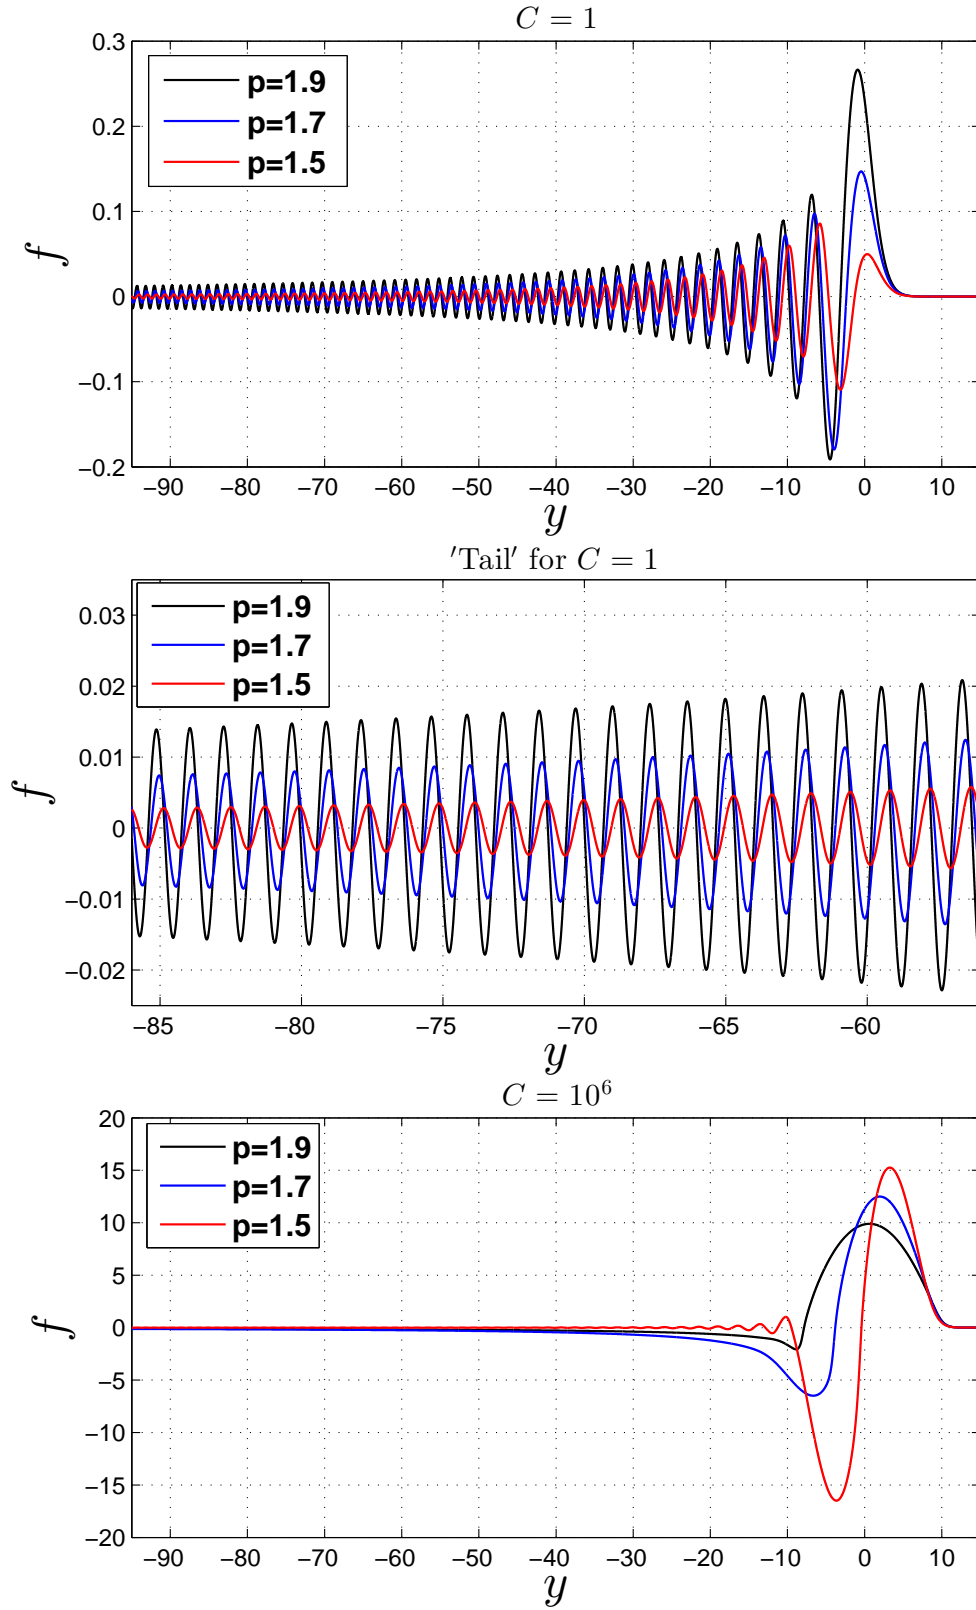 C = 1
0.3
0.2
0.1
0
−0.1
−0.2
f
p=1.9
p=1.7
p=1.5
−90 −80 −70 −60 −50 −40 −30 −20 −10 0 10
y
'Tail' for C = 1
0.03
0.02
0.01
0
−0.01
−0.02
f
p=1.9
p=1.7
p=1.5
−85 −80 −75 −70 −65 −60
y
C = 10⁶
20
15
10
5
0
−5
−10
−15
−20
f
p=1.9
p=1.7
p=1.5
−90 −80 −70 −60 −50 −40 −30 −20 −10 0 10
y